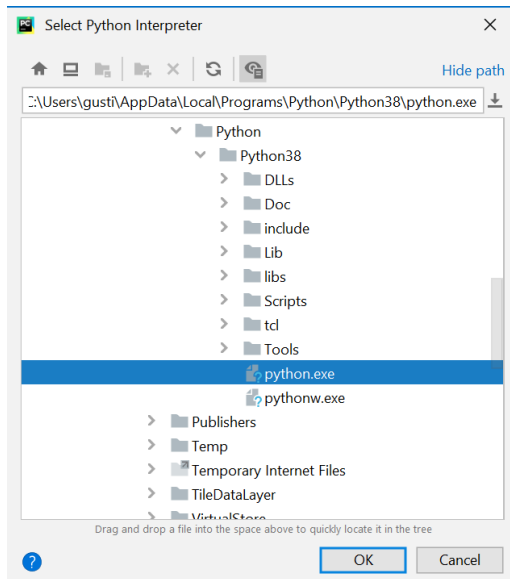 PC
Select Python Interpreter
Hide path
C:\Users\gusti\AppData\Local\Programs\Python\Python38\python.exe
Python
Python38
DLLs
Doc
include
Lib
libs
Scripts
tcl
Tools
python.exe
pythonw.exe
Publishers
Temp
Temporary Internet Files
TileDataLayer
VirtualStore
Drag and drop a file into the space above to quickly locate it in the tree
?
OK
Cancel